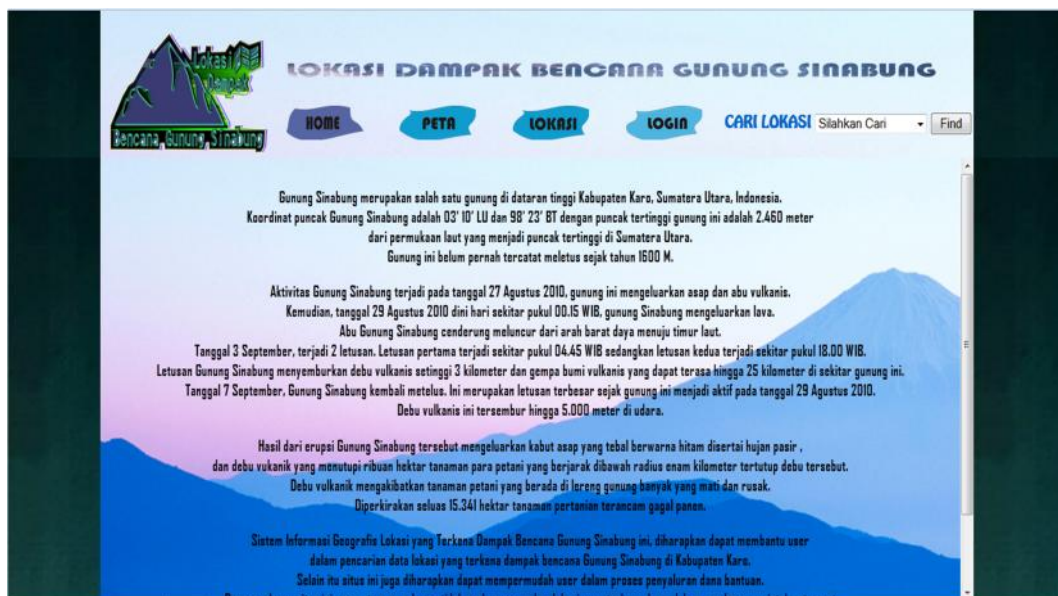 Lokasi
Dampak
Bencana Gunung Sinabung
LOKASI DAMPAK BENCANA GUNUNG SINABUNG
HOME PETA LOKASI LOGIN CARI LOKASI Silahkan Cari Find
Gunung Sinabung merupakan salah satu gunung di dataran tinggi Kabupaten Karo, Sumatera Utara, Indonesia.
Koordinat puncak Gunung Sinabung adalah 03' 10' LU dan 98' 23' BT dengan puncak tertinggi gunung ini adalah 2.460 meter
dari permukaan laut yang menjadi puncak tertinggi di Sumatera Utara.
Gunung ini belum pernah tercatat meletus sejak tahun 1600 M.
Aktivitas Gunung Sinabung terjadi pada tanggal 27 Agustus 2010, gunung ini mengeluarkan asap dan abu vulkanis.
Kemudian, tanggal 29 Agustus 2010 dini hari sekitar pukul 00.15 WIB, gunung Sinabung mengeluarkan lava.
Abu Gunung Sinabung cenderung meluncur dari arah barat daya menuju timur laut.
Tanggal 3 September, terjadi 2 letusan. Letusan pertama terjadi sekitar pukul 04.45 WIB sedangkan letusan kedua terjadi sekitar pukul 18.00 WIB.
Letusan Gunung Sinabung menyemburkan debu vulkanis setinggi 3 kilometer dan gempa bumi vulkanis yang dapat terasa hingga 25 kilometer di sekitar gunung ini.
Tanggal 7 September, Gunung Sinabung kembali metelus. Ini merupakan letusan terbesar sejak gunung ini menjadi aktif pada tanggal 29 Agustus 2010.
Debu vulkanis ini tersembur hingga 5.000 meter di udara.
Hasil dari erupsi Gunung Sinabung tersebut mengeluarkan kabut asap yang tebal berwarna hitam disertai hujan pasir ,
dan debu vukanik yang menutupi ribuan hektar tanaman para petani yang berjarak dibawah radius enam kilometer tertutup debu tersebut.
Debu vulkanik mengakibatkan tanaman petani yang berada di lereng gunung banyak yang mati dan rusak.
Diperkirakan seluas 15.341 hektar tanaman pertanian terancam gagal panen.
Sistem Informasi Geografis Lokasi yang Terkena Dampak Bencana Gunung Sinabung ini, diharapkan dapat membantu user
dalam pencarian data lokasi yang terkena dampak bencana Gunung Sinabung di Kabupaten Karo.
Selain itu situs ini juga diharapkan dapat mempermudah user dalam proses penyaluran dana bantuan.